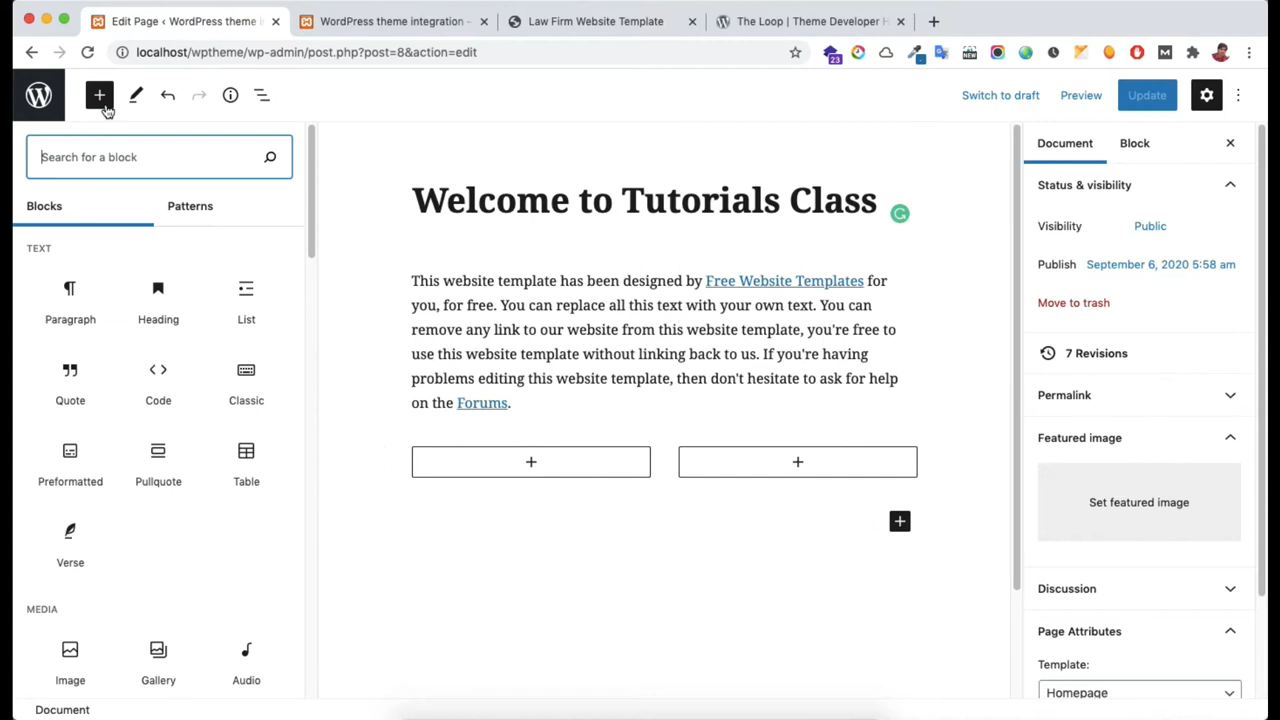 Edit Page ‹ WordPress theme i
WordPress theme integration –
Law Firm Website Template
The Loop | Theme Developer H
localhost/wptheme/wp-admin/post.php?post=8&action=edit
23
NEW
M
Switch to draft
Preview
Update
Search for a block
Blocks
Patterns
TEXT
Paragraph
Heading
List
Quote
Code
Classic
Preformatted
Pullquote
Table
Verse
MEDIA
Image
Gallery
Audio
Document
Welcome to Tutorials Class
This website template has been designed by Free Website Templates for
you, for free. You can replace all this text with your own text. You can
remove any link to our website from this website template, you're free to
use this website template without linking back to us. If you're having
problems editing this website template, then don't hesitate to ask for help
on the Forums.
Document
Block
Status & visibility
Visibility
Public
Publish
September 6, 2020 5:58 am
Move to trash
7 Revisions
Permalink
Featured image
Set featured image
Discussion
Page Attributes
Template:
Homepage